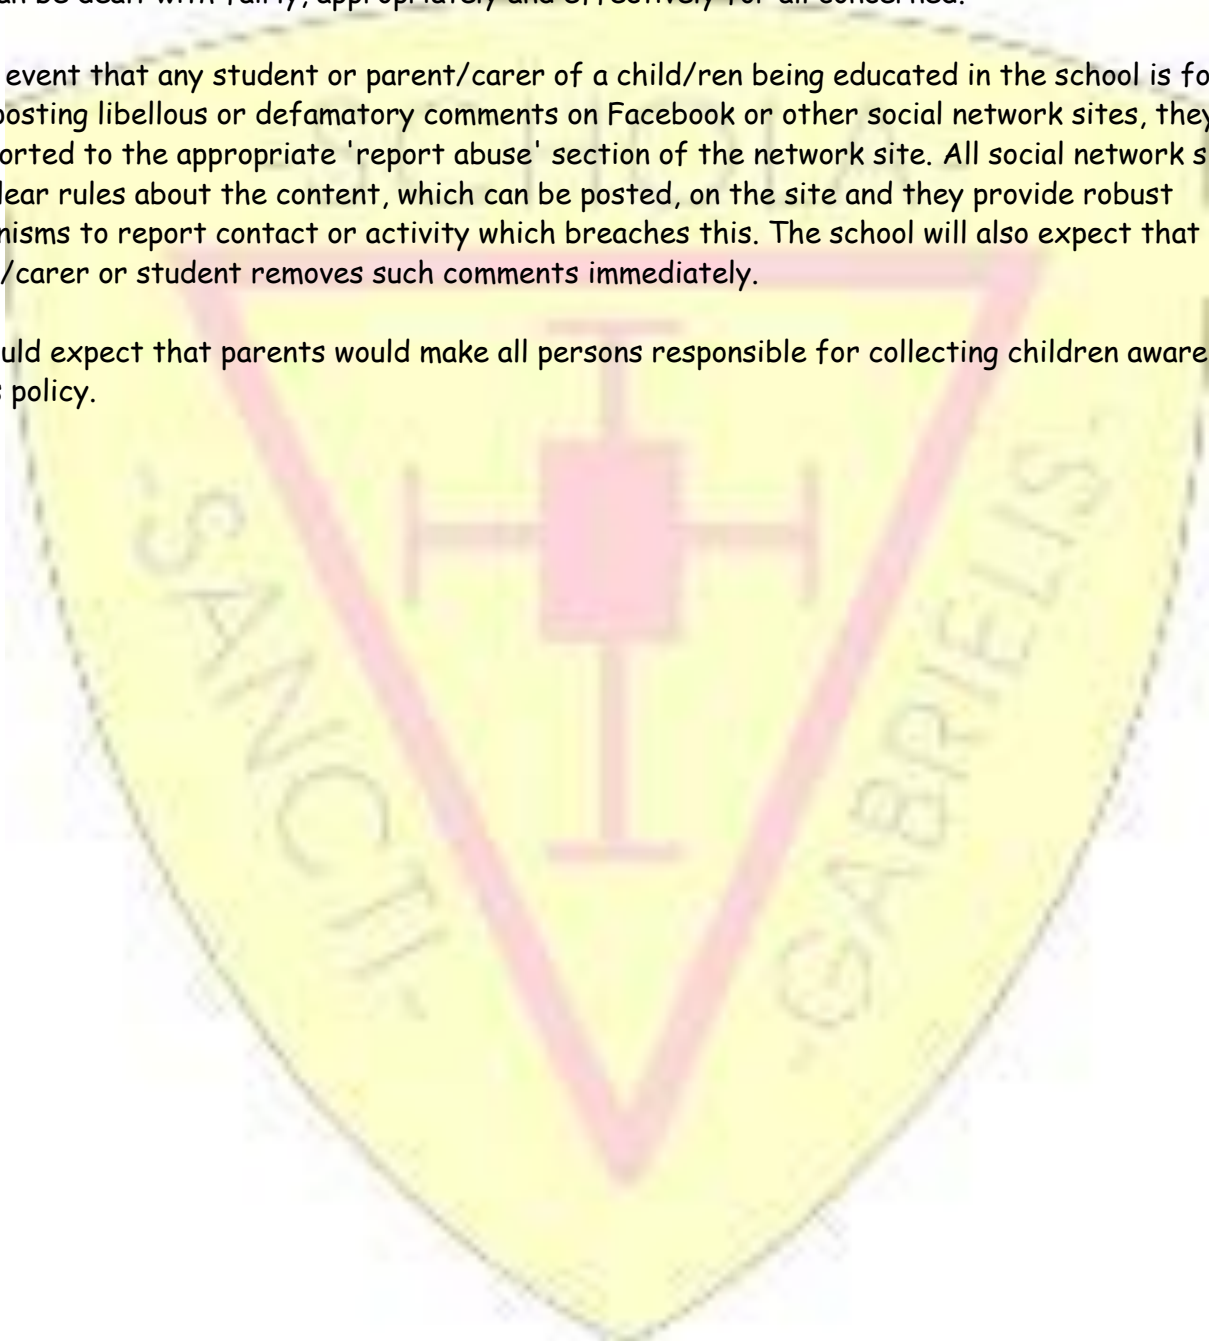 be dealt with fairly, appropriately and effectively for all concerned.
event that any student or parent/carer of a child/ren being educated in the school is fo
posting libellous or defamatory comments on Facebook or other social network sites, they
orted to the appropriate 'report abuse' section of the network site. All social network s
lear rules about the content, which can be posted, on the site and they provide robust
nisms to report contact or activity which breaches this. The school will also expect that
/carer or student removes such comments immediately.
uld expect that parents would make all persons responsible for collecting children aware
policy.
-SANCTI-
-GABRIELIS-